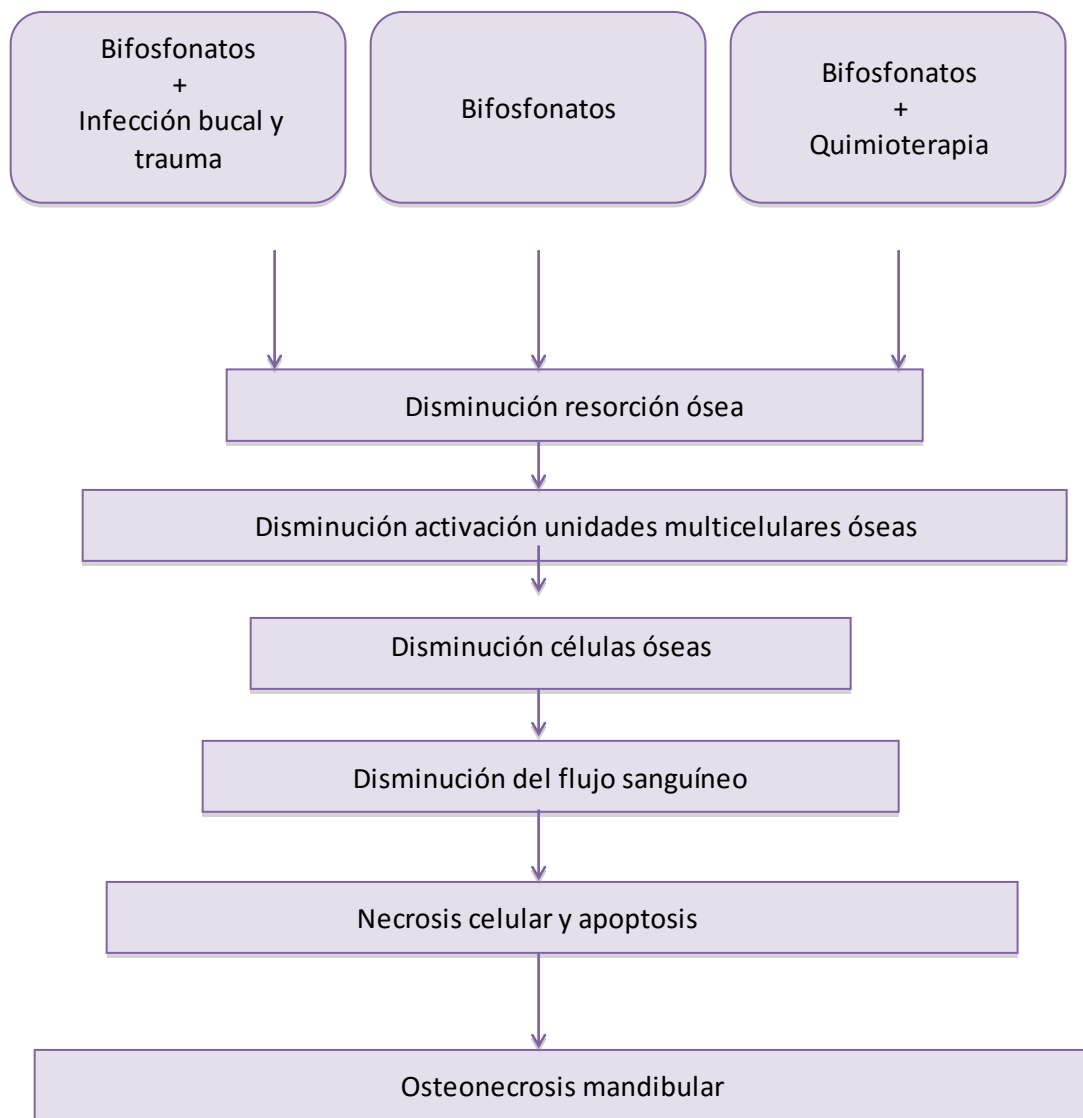 Bifosfonatos
+
Infección bucal y
trauma
Bifosfonatos
Bifosfonatos
+
Quimioterapia
Disminución resorción ósea
Disminución activación unidades multicelulares óseas
Disminución células óseas
Disminución del flujo sanguíneo
Necrosis celular y apoptosis
Osteonecrosis mandibular